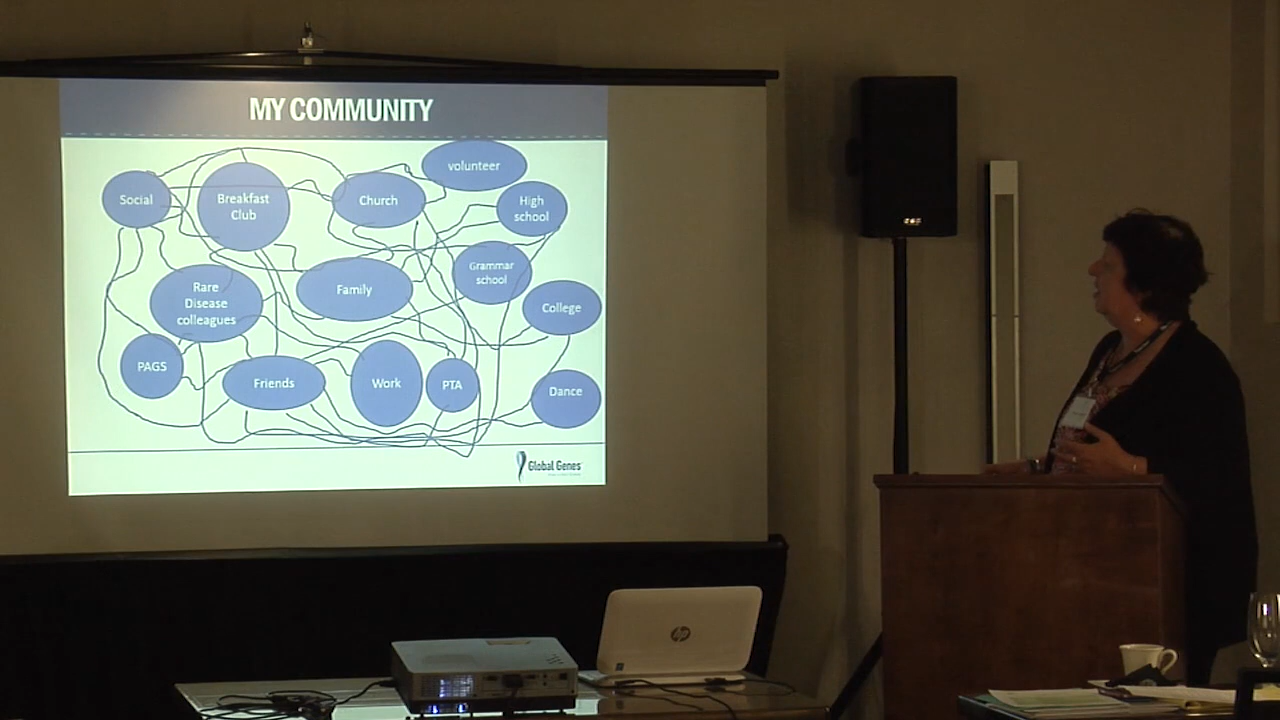 MY COMMUNITY
volunteer
Social
Breakfast
Club
Church
High
school
Grammar
school
Rare
Disease
colleagues
Family
College
PAGS
Friends
Work
PTA
Dance
Global Genes
hp